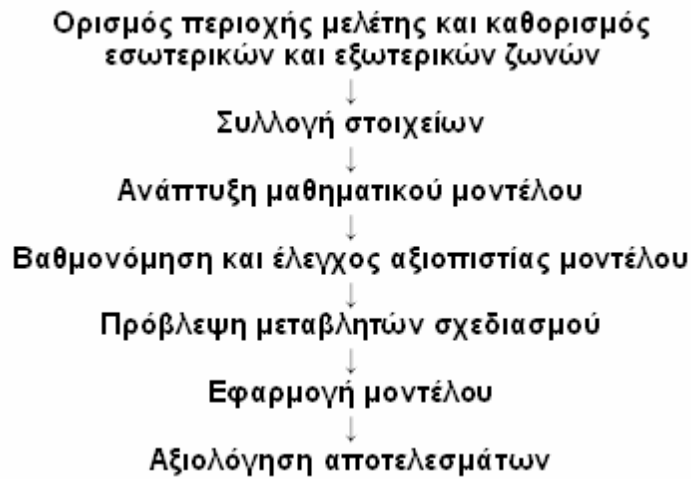 Ορισμός περιοχής μελέτης και καθορισμός
εσωτερικών και εξωτερικών ζωνών
↓
Συλλογή στοιχείων
↓
Ανάπτυξη μαθηματικού μοντέλου
↓
Βαθμονόμηση και έλεγχος αξιοπιστίας μοντέλου
↓
Πρόβλεψη μεταβλητών σχεδιασμού
↓
Εφαρμογή μοντέλου
↓
Αξιολόγηση αποτελεσμάτων